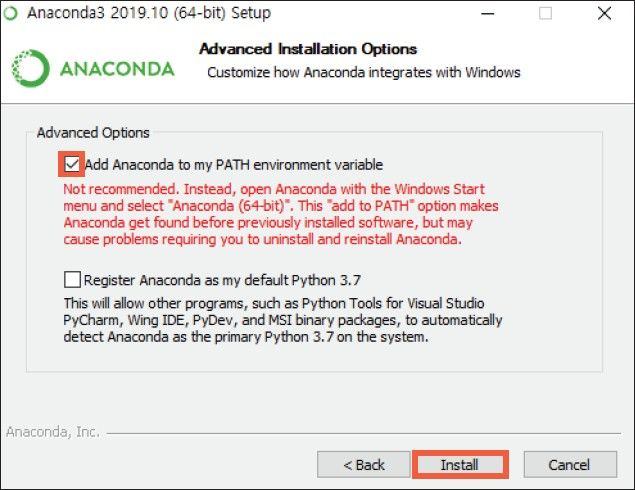 Anaconda3 2019.10 (64-bit) Setup
Advanced Installation Options
Customize how Anaconda integrates with Windows
ANACONDA
Advanced Options
Add Anaconda to my PATH environment variable
Not recommended. Instead, open Anaconda with the Windows Start
menu and select "Anaconda (64-bit)". This "add to PATH" option makes
Anaconda get found before previously installed software, but may
cause problems requiring you to uninstall and reinstall Anaconda.
Register Anaconda as my default Python 3.7
This will allow other programs, such as Python Tools for Visual Studio
PyCharm, Wing IDE, PyDev, and MSI binary packages, to automatically
detect Anaconda as the primary Python 3.7 on the system.
Anaconda, Inc.
< Back
Install
Cancel